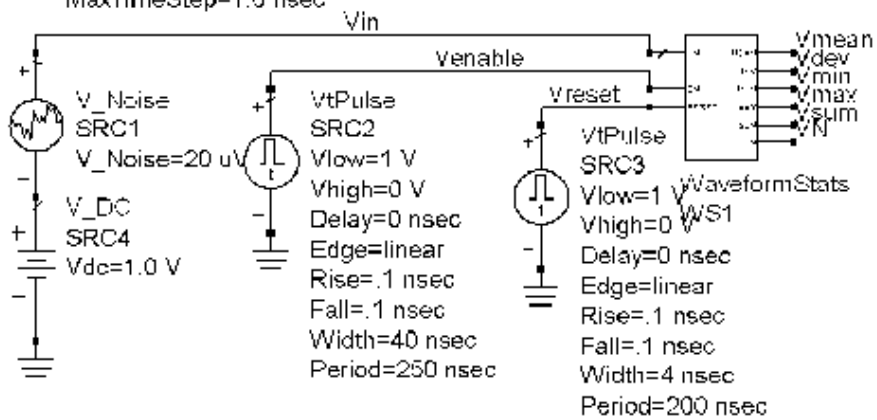 MaxTimeStep=1.0 nsec
Vin
Venable
Vreset
Vmean
Vdev
Vmin
Vmax
Vsum
VN
V_Noise
SRC1
V_Noise=20 uV
V_DC
SRC4
Vdc=1.0 V
VtPulse
SRC2
Vlow=1 V
Vhigh=0 V
Delay=0 nsec
Edge=linear
Rise=.1 nsec
Fall=.1 nsec
Width=40 nsec
Period=250 nsec
VtPulse
SRC3
Vlow=1 V
Vhigh=0 V
Delay=0 nsec
Edge=linear
Rise=.1 nsec
Fall=.1 nsec
Width=4 nsec
Period=200 nsec
WaveformStats
WS1
t
t